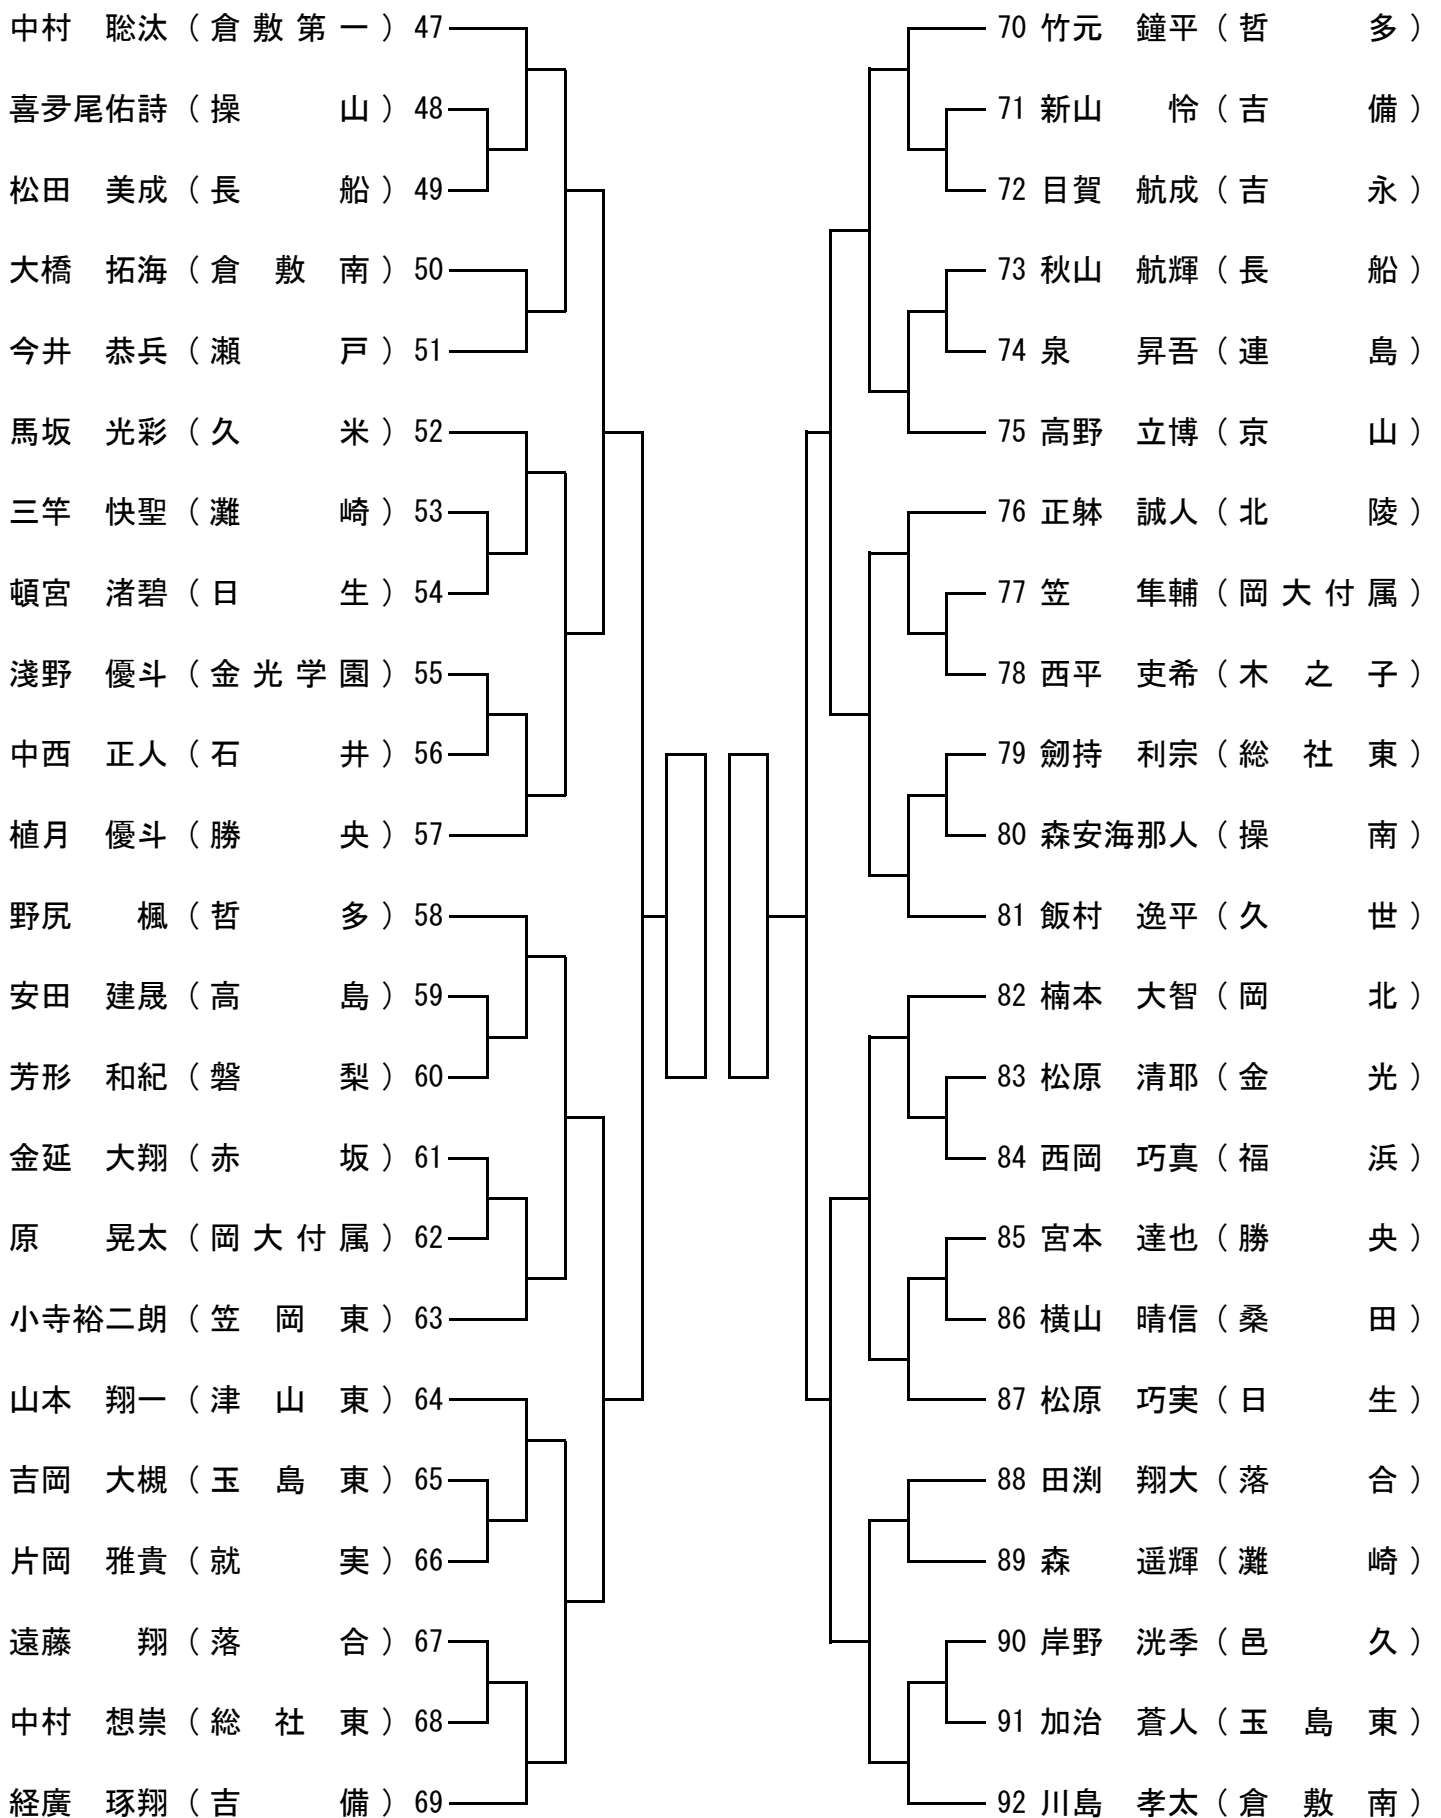 中村　聡汰（倉敷第一）47
喜夛尾佑詩（操山）48
松田　美成（長船）49
大橋　拓海（倉敷南）50
今井　恭兵（瀬戸）51
馬坂　光彩（久米）52
三竿　快聖（灘崎）53
頓宮　渚碧（日生）54
淺野　優斗（金光学園）55
中西　正人（石井）56
植月　優斗（勝央）57
野尻　楓（哲多）58
安田　建晟（高島）59
芳形　和紀（磐梨）60
金延　大翔（赤坂）61
原　晃太（岡大付属）62
小寺裕二朗（笠岡東）63
山本　翔一（津山東）64
吉岡　大槻（玉島東）65
片岡　雅貴（就実）66
遠藤　翔（落合）67
中村　想崇（総社東）68
経廣　琢翔（吉備）69
70 竹元　鐘平（哲多）
71 新山　怜（吉備）
72 目賀　航成（吉永）
73 秋山　航輝（長船）
74 泉　昇吾（連島）
75 高野　立博（京山）
76 正躰　誠人（北陵）
77 笠　隼輔（岡大付属）
78 西平　吏希（木之子）
79 劒持　利宗（総社東）
80 森安海那人（操南）
81 飯村　逸平（久世）
82 楠本　大智（岡北）
83 松原　清耶（金光）
84 西岡　巧真（福浜）
85 宮本　達也（勝央）
86 横山　晴信（桑田）
87 松原　巧実（日生）
88 田渕　翔大（落合）
89 森　遥輝（灘崎）
90 岸野　洸季（邑久）
91 加治　蒼人（玉島東）
92 川島　孝太（倉敷南）